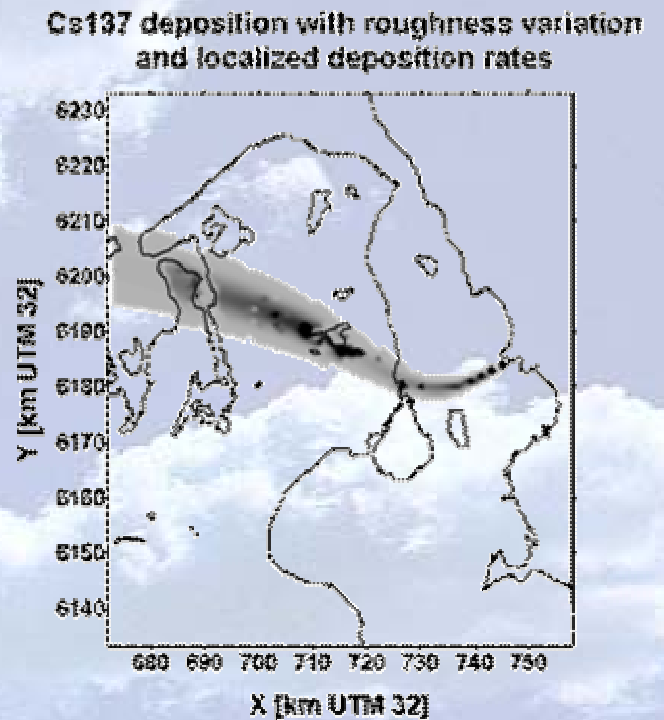 Cs137 deposition with roughness variation
and localized deposition rates
6230
6220
6210
6200
6190
6180
6170
6160
6150
6140
Y [km UTM 32]
680 690 700 710 720 730 740 750
X [km UTM 32]